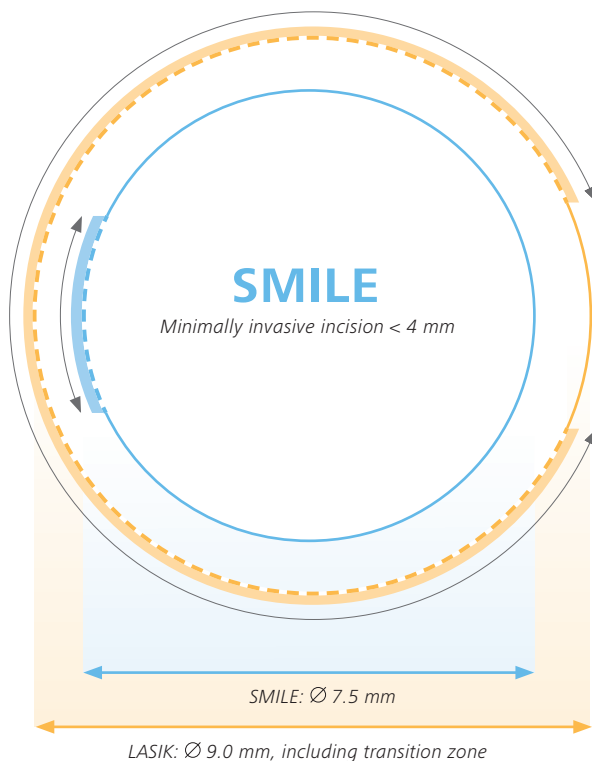 SMILE
Minimally invasive incision < 4 mm
SMILE: Ø 7.5 mm
LASIK: Ø 9.0 mm, including transition zone